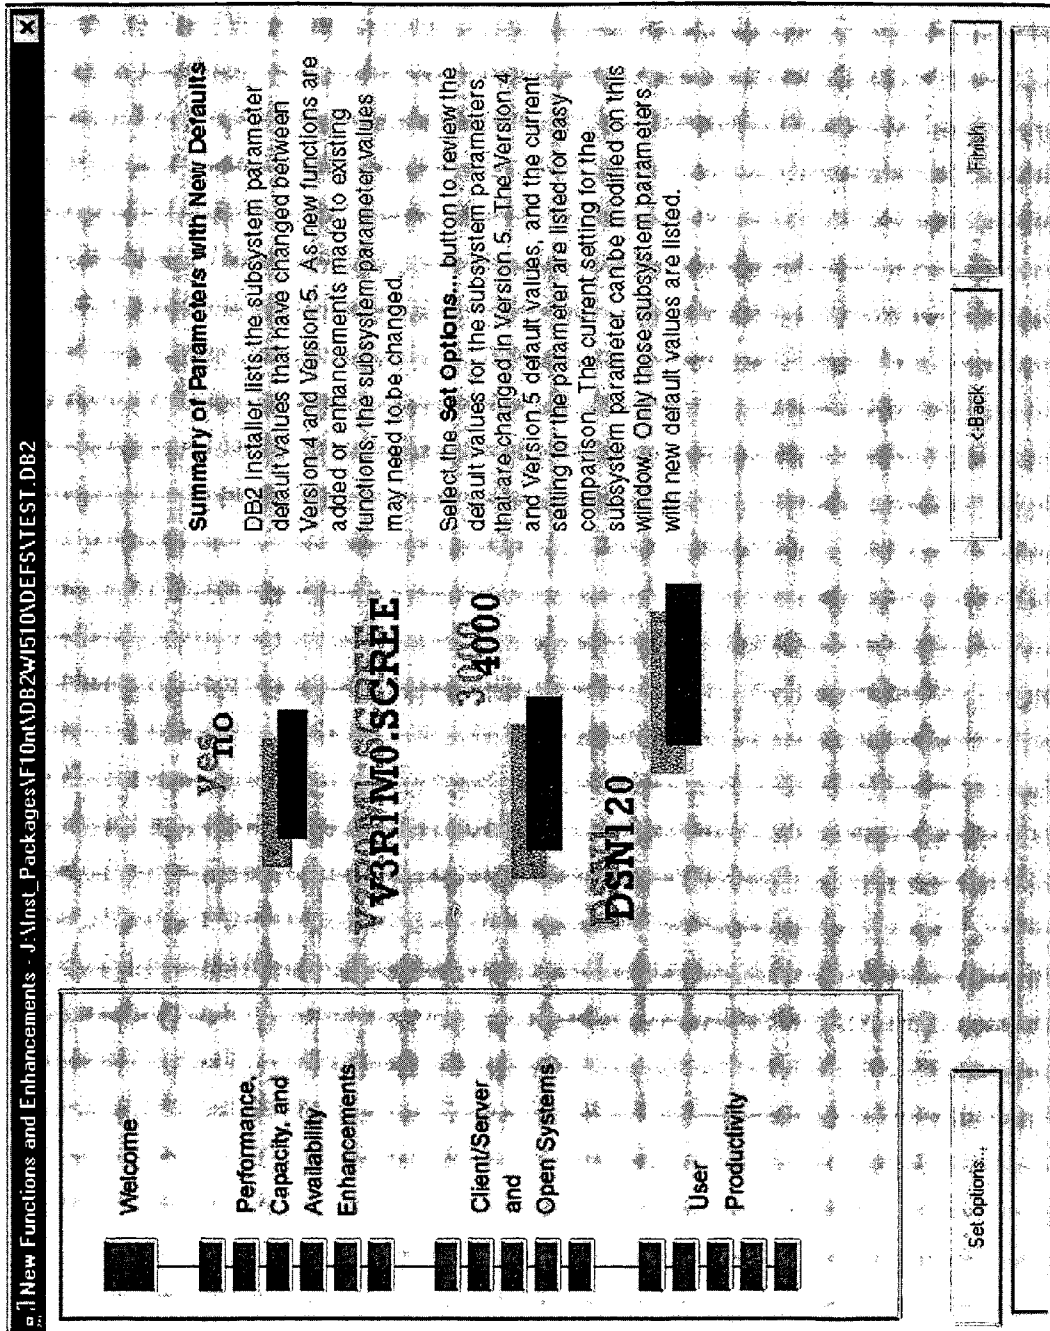 New Functions and Enhancements - J:\Inst_Packages\F10nt\DB2wI510\DEFS\TEST.DB2
Welcome
Performance,
Capacity, and
Availability
Enhancements
Client/Server
and
Open Systems
User
Productivity
yes
no
V3R1M0.SCREE
3000
4000
DSN120
Summary of Parameters with New Defaults
DB2 Installer lists the subsystem parameter
default values that have changed between
Version 4 and Version 5. As new functions are
added or enhancements made to existing
functions, the subsystem parameter values
may need to be changed.
Select the Set Options... button to review the
default values for the subsystem parameters
that are changed in Version 5. The Version 4
and Version 5 default values, and the current
setting for the parameter are listed for easy
comparison. The current setting for the
subsystem parameter can be modified on this
window. Only those subsystem parameters
with new default values are listed.
Set options...
<Back
Finish